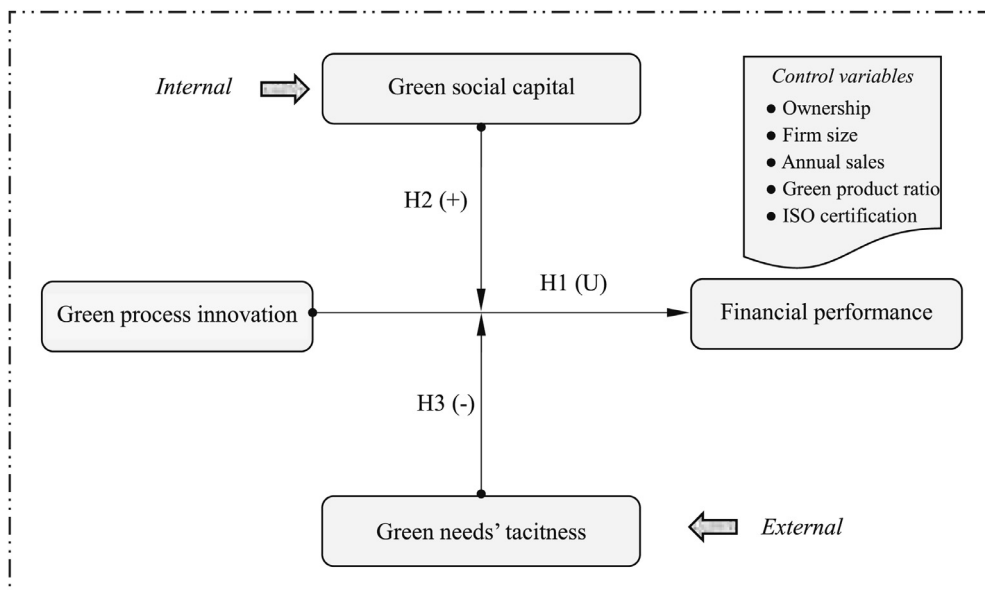 Internal
Green social capital
Control variables
● Ownership
● Firm size
● Annual sales
● Green product ratio
● ISO certification
H2 (+)
H1 (U)
Green process innovation
Financial performance
H3 (-)
Green needs’ tacitness
External